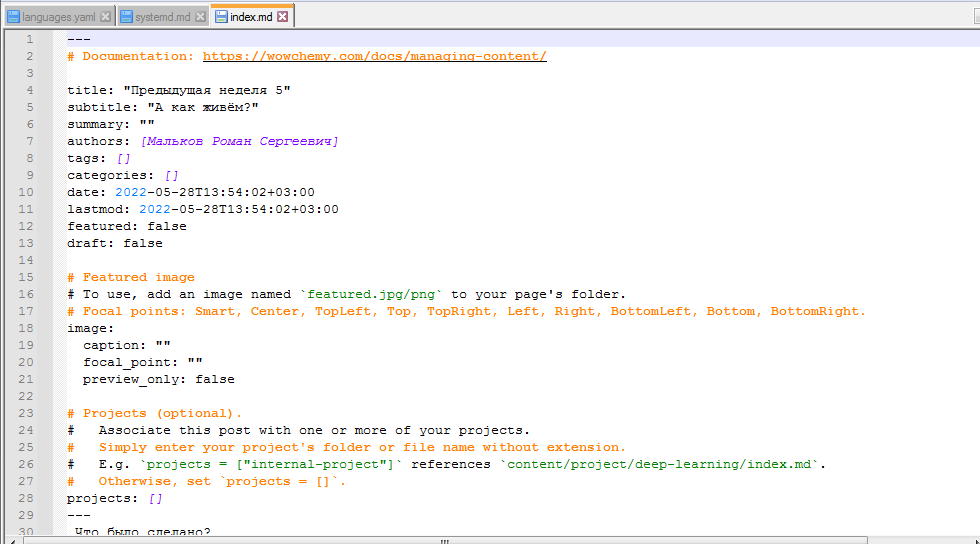 languages.yaml systemd.md index.md
1 ---
2 # Documentation: https://wowchemy.com/docs/managing-content/
3
4 title: "Предыдущая неделя 5"
5 subtitle: "А как живём?"
6 summary: ""
7 authors: [Мальков Роман Сергеевич]
8 tags: []
9 categories: []
10 date: 2022-05-28T13:54:02+03:00
11 lastmod: 2022-05-28T13:54:02+03:00
12 featured: false
13 draft: false
14
15 # Featured image
16 # To use, add an image named `featured.jpg/png` to your page's folder.
17 # Focal points: Smart, Center, TopLeft, Top, TopRight, Left, Right, BottomLeft, Bottom, BottomRight.
18 image:
19   caption: ""
20   focal_point: ""
21   preview_only: false
22
23 # Projects (optional).
24 #   Associate this post with one or more of your projects.
25 #   Simply enter your project's folder or file name without extension.
26 #   E.g. `projects = ["internal-project"]` references `content/project/deep-learning/index.md`.
27 #   Otherwise, set `projects = []`.
28 projects: []
29 ---
30  Что было сделано?